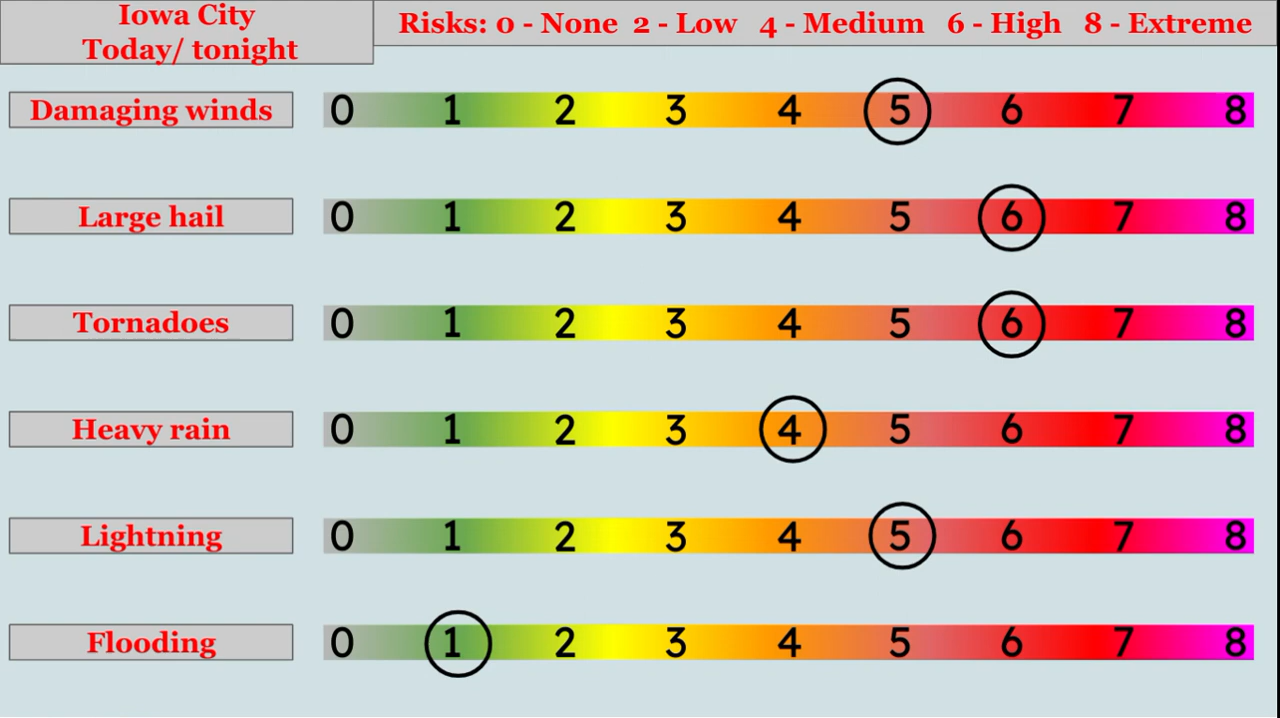 Iowa City
Today/ tonight
Risks: 0 - None 2 - Low 4 - Medium 6 - High 8 - Extreme
Damaging winds 0 1 2 3 4 5 6 7 8
Large hail 0 1 2 3 4 5 6 7 8
Tornadoes 0 1 2 3 4 5 6 7 8
Heavy rain 0 1 2 3 4 5 6 7 8
Lightning 0 1 2 3 4 5 6 7 8
Flooding 0 1 2 3 4 5 6 7 8